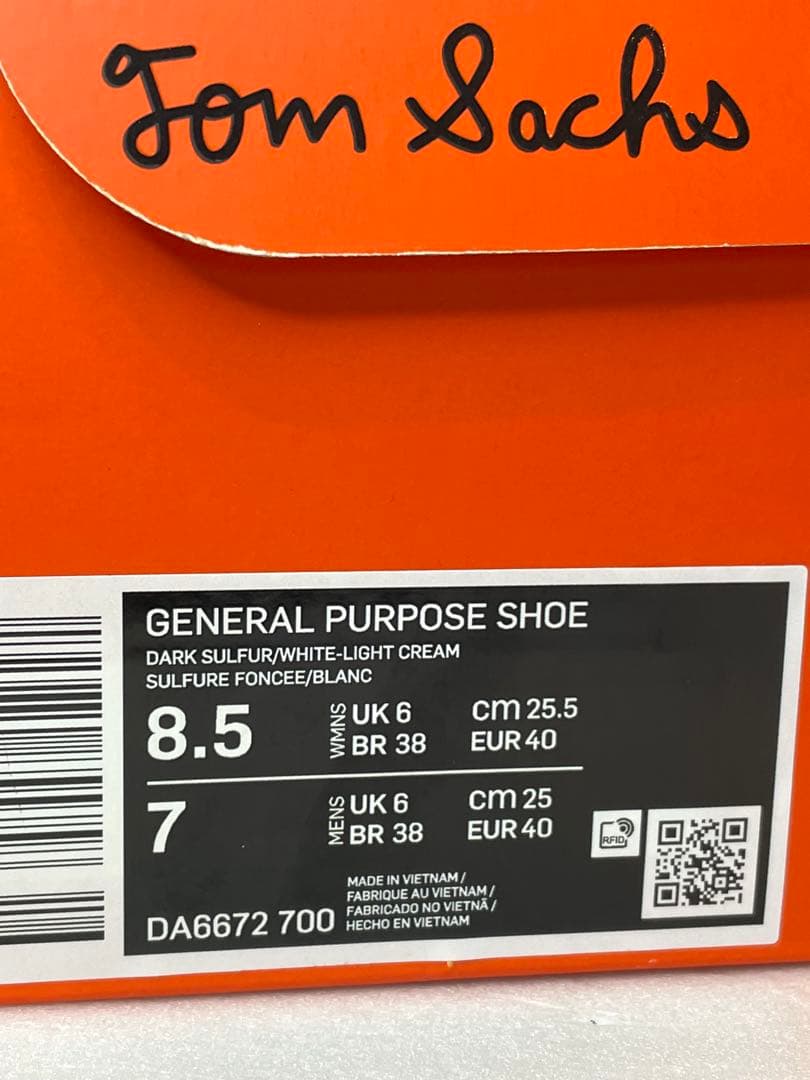 Tom Sachs
GENERAL PURPOSE SHOE
DARK SULFUR/WHITE-LIGHT CREAM
SULFURE FONCEE/BLANC
8.5 WMNS UK 6 cm 25.5
BR 38 EUR 40
7 MENS UK 6 cm 25
BR 38 EUR 40
RFID
MADE IN VIETNAM /
FABRIQUE AU VIETNAM /
FABRICADO NO VIETNÃ /
HECHO EN VIETNAM
DA6672 700